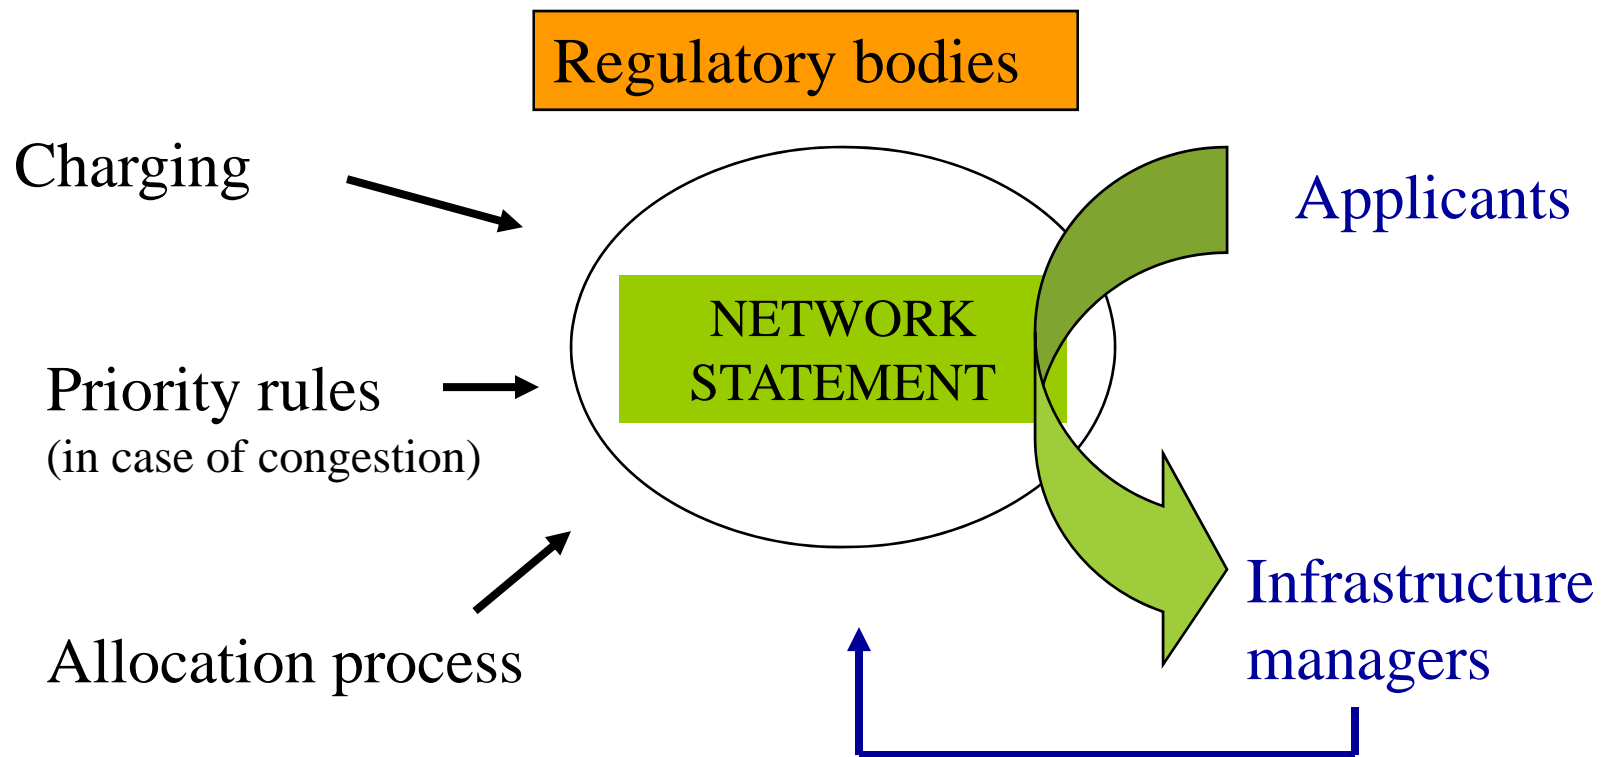 Regulatory bodies
Charging
Applicants
NETWORK
STATEMENT
Priority rules
(in case of congestion)
Infrastructure
managers
Allocation process